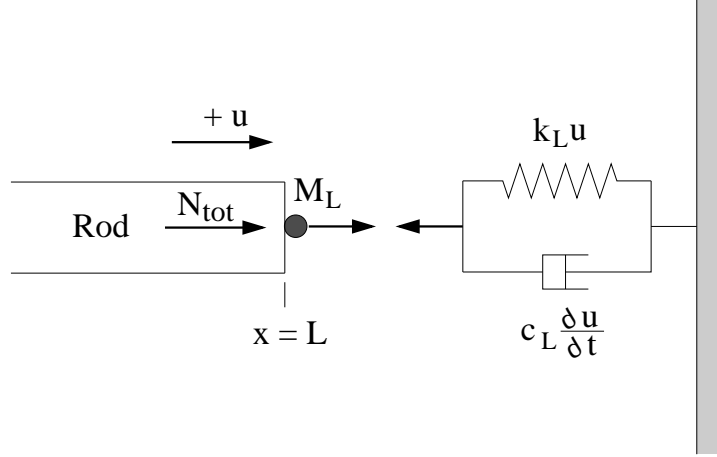 + u
k_L u
M_L
N_tot
Rod
x = L
c_L ∂u/∂t